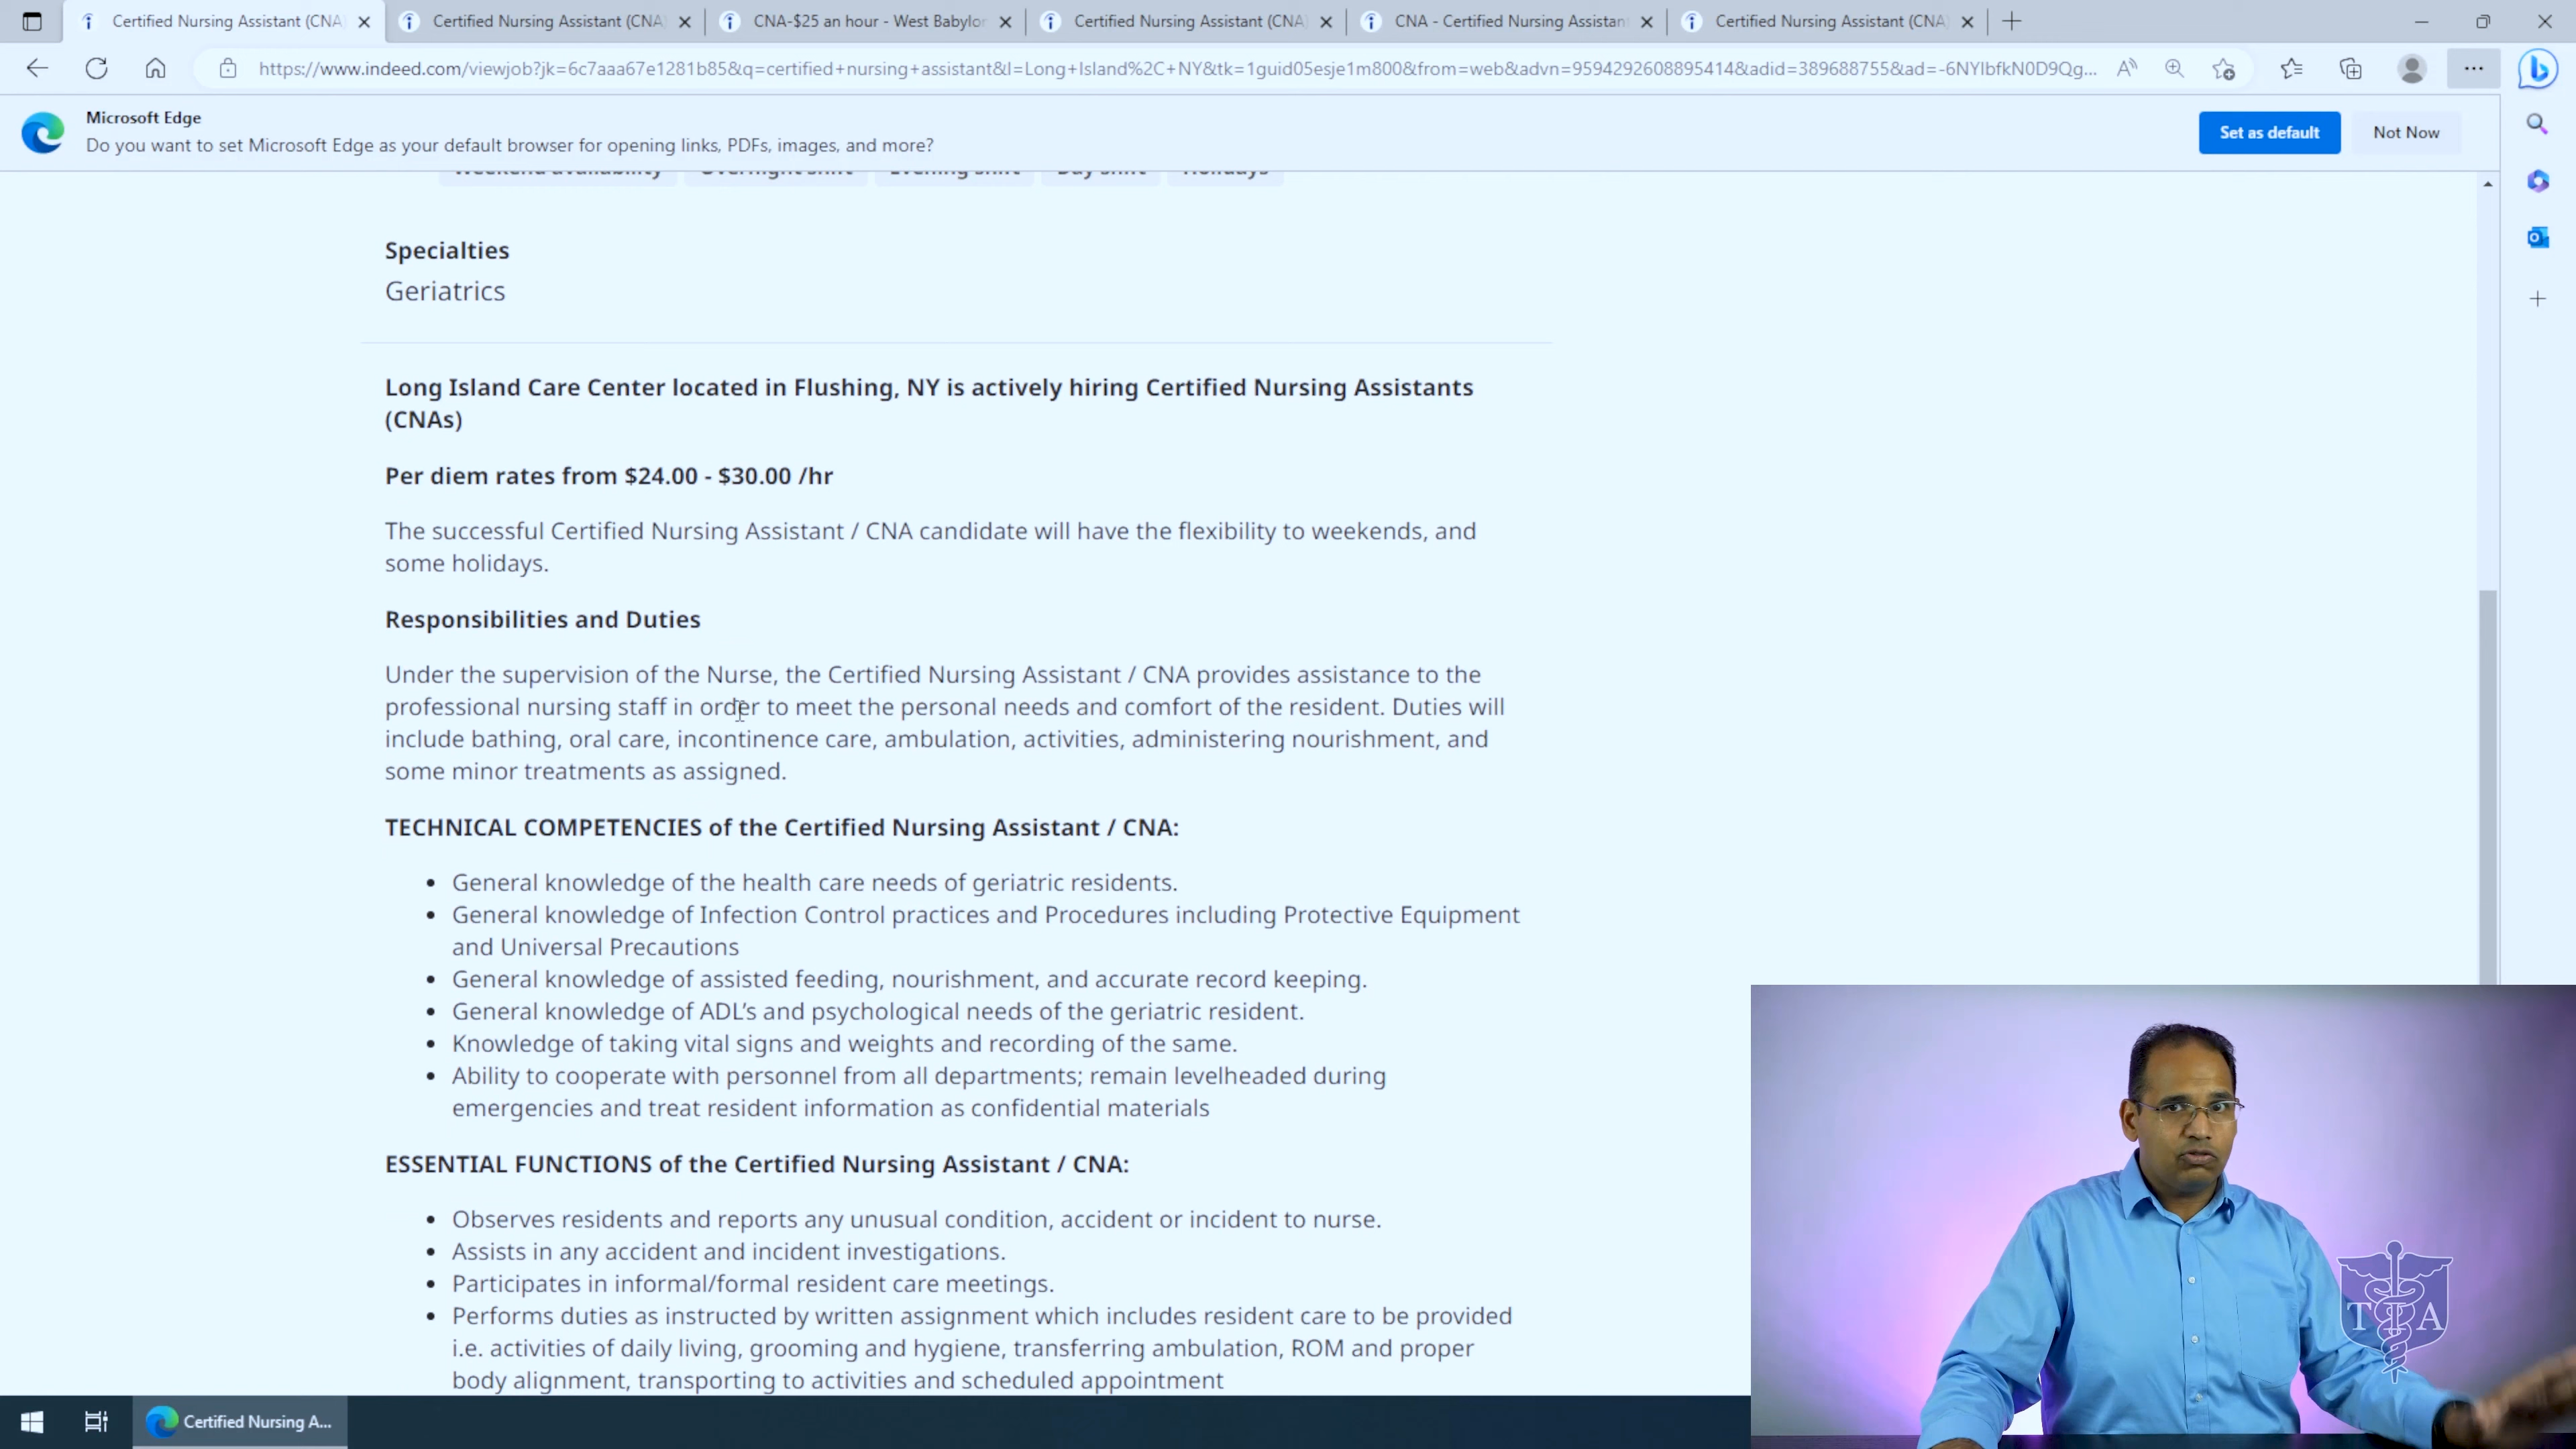 Certified Nursing Assistant (CNA)
Certified Nursing Assistant (CNA)
CNA-$25 an hour - West Babylon
Certified Nursing Assistant (CNA)
CNA - Certified Nursing Assistant
Certified Nursing Assistant (CNA)
https://www.indeed.com/viewjob?jk=6c7aaa67e1281b85&q=certified+nursing+assistant&l=Long+Island%2C+NY&tk=1guid05esje1m800&from=web&advn=9594292608895414&adid=389688755&ad=-6NYlbfkN0D9Qg...
Microsoft Edge
Do you want to set Microsoft Edge as your default browser for opening links, PDFs, images, and more?
Set as default
Not Now
Weekend availability Overnight shift Evening shift Day shift Holidays
Specialties
Geriatrics
Long Island Care Center located in Flushing, NY is actively hiring Certified Nursing Assistants
(CNAs)
Per diem rates from $24.00 - $30.00 /hr
The successful Certified Nursing Assistant / CNA candidate will have the flexibility to weekends, and
some holidays.
Responsibilities and Duties
Under the supervision of the Nurse, the Certified Nursing Assistant / CNA provides assistance to the
professional nursing staff in order to meet the personal needs and comfort of the resident. Duties will
include bathing, oral care, incontinence care, ambulation, activities, administering nourishment, and
some minor treatments as assigned.
TECHNICAL COMPETENCIES of the Certified Nursing Assistant / CNA:
• General knowledge of the health care needs of geriatric residents.
• General knowledge of Infection Control practices and Procedures including Protective Equipment
and Universal Precautions
• General knowledge of assisted feeding, nourishment, and accurate record keeping.
• General knowledge of ADL's and psychological needs of the geriatric resident.
• Knowledge of taking vital signs and weights and recording of the same.
• Ability to cooperate with personnel from all departments; remain levelheaded during
emergencies and treat resident information as confidential materials
ESSENTIAL FUNCTIONS of the Certified Nursing Assistant / CNA:
• Observes residents and reports any unusual condition, accident or incident to nurse.
• Assists in any accident and incident investigations.
• Participates in informal/formal resident care meetings.
• Performs duties as instructed by written assignment which includes resident care to be provided
i.e. activities of daily living, grooming and hygiene, transferring ambulation, ROM and proper
body alignment, transporting to activities and scheduled appointment
Certified Nursing A...
TIA